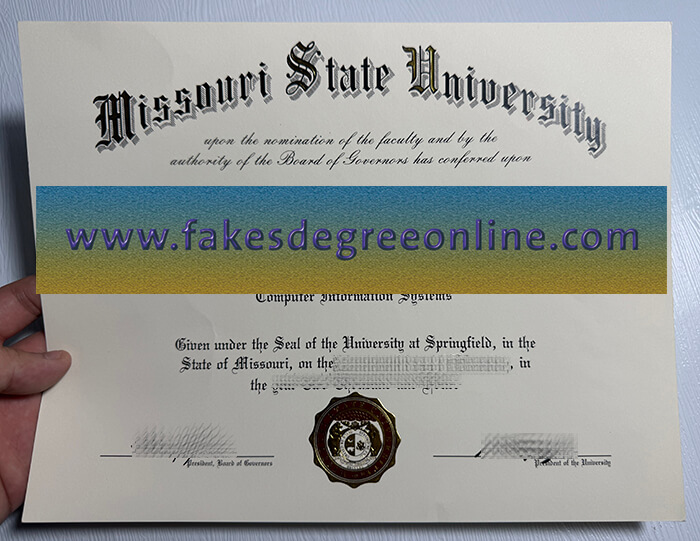 Missouri State University
upon the nomination of the faculty and by the
authority of the Board of Governors has conferred upon
www.fakesdegreeonline.com
Computer Information Systems
Given under the Seal of the University at Springfield, in the
State of Missouri, on the , in
the year
President, Board of Governors
President of the University